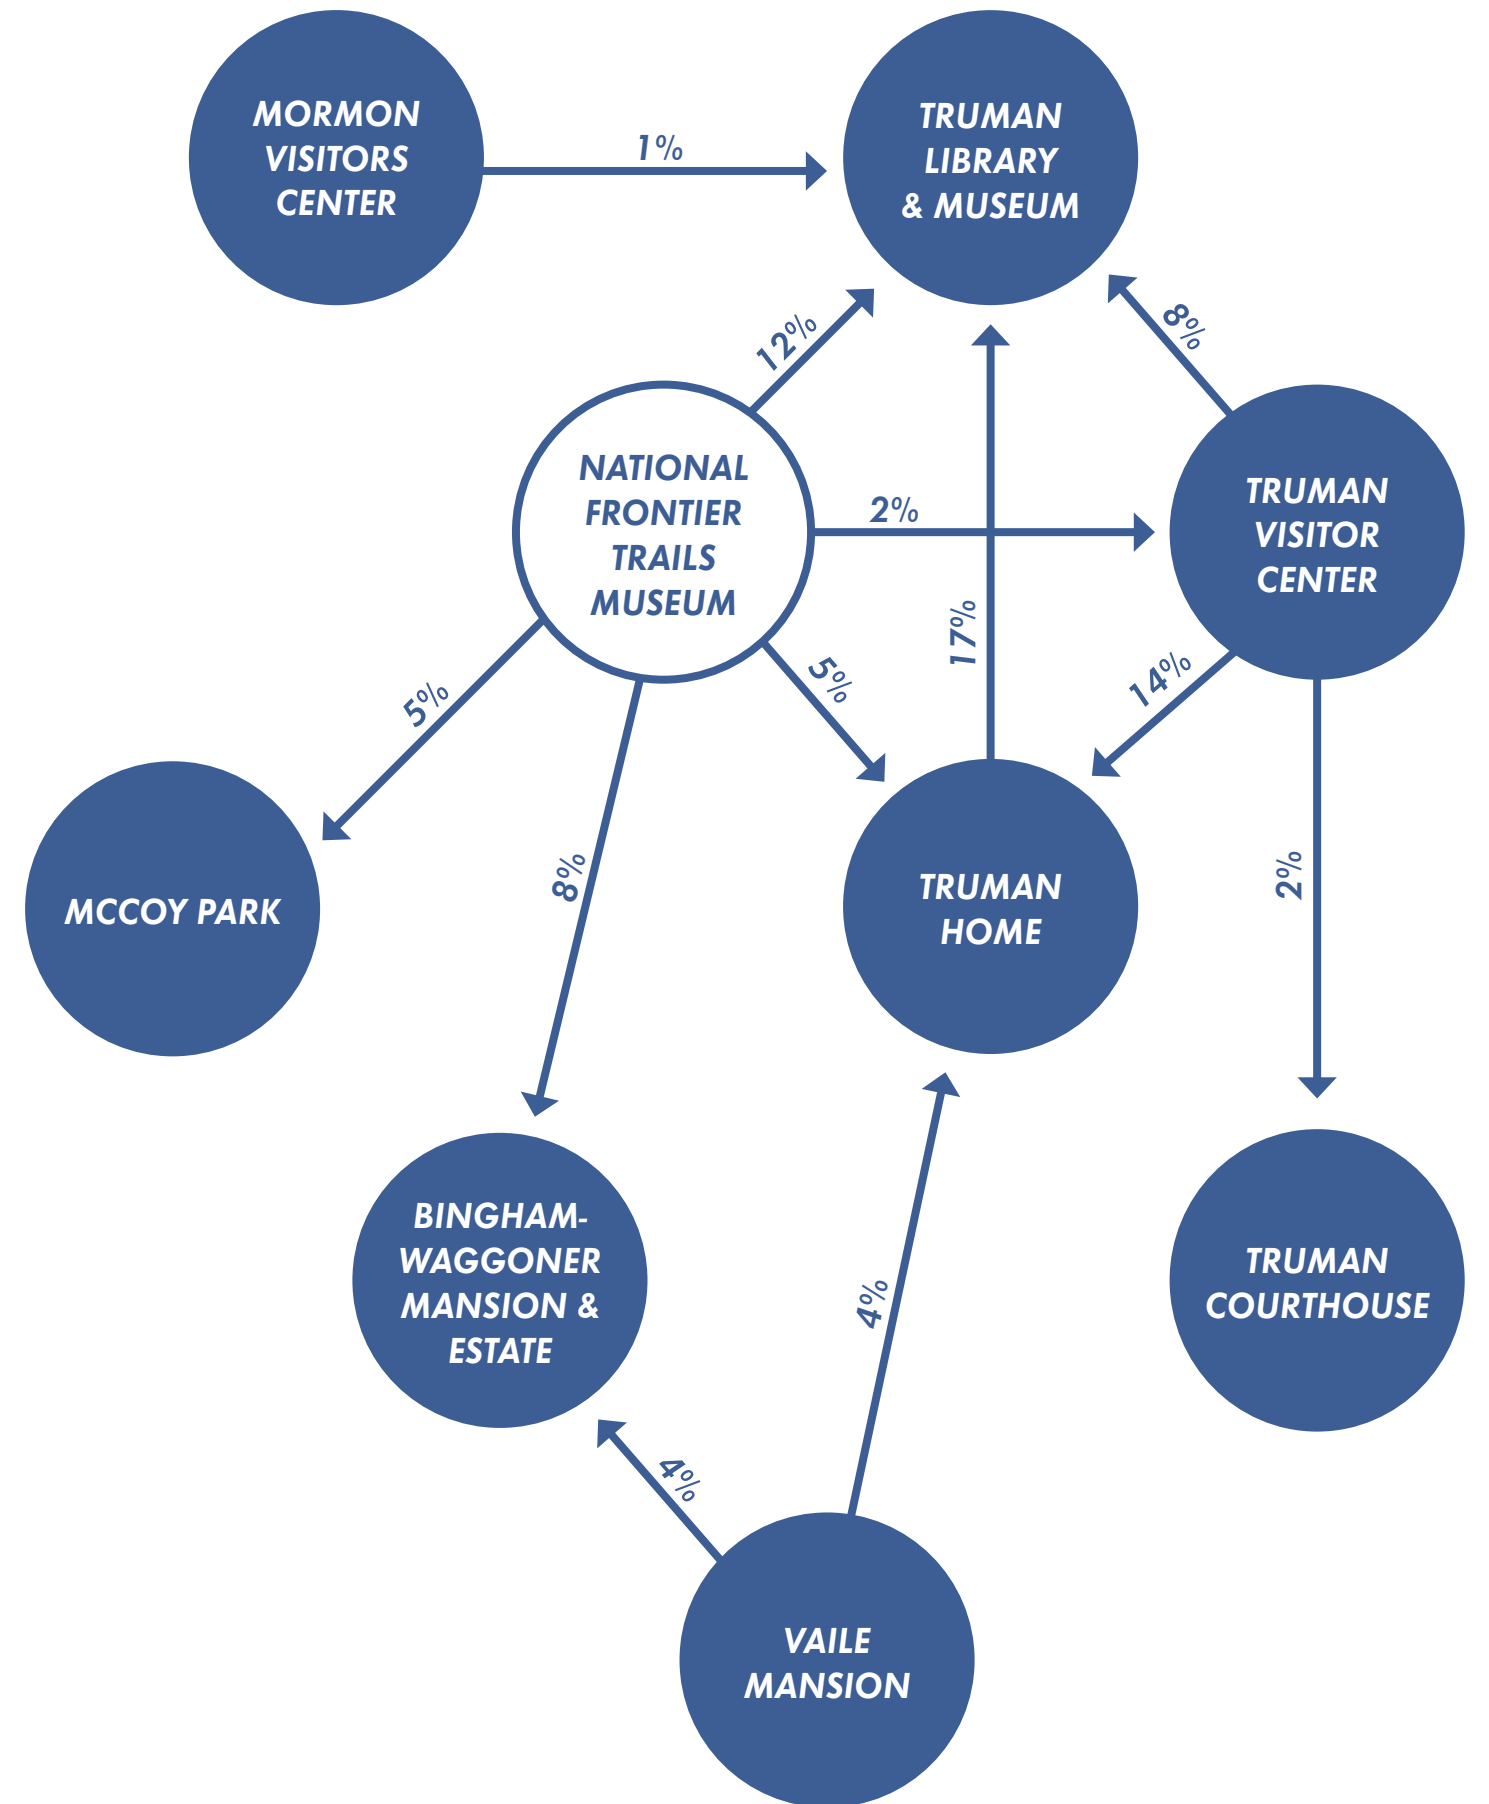 MORMON
VISITORS
CENTER
1%
TRUMAN
LIBRARY
& MUSEUM
12%
8%
NATIONAL
FRONTIER
TRAILS
MUSEUM
2%
TRUMAN
VISITOR
CENTER
17%
5%
5%
14%
8%
2%
MCCOY PARK
TRUMAN
HOME
BINGHAM-
WAGGONER
MANSION &
ESTATE
4%
TRUMAN
COURTHOUSE
4%
VAILE
MANSION